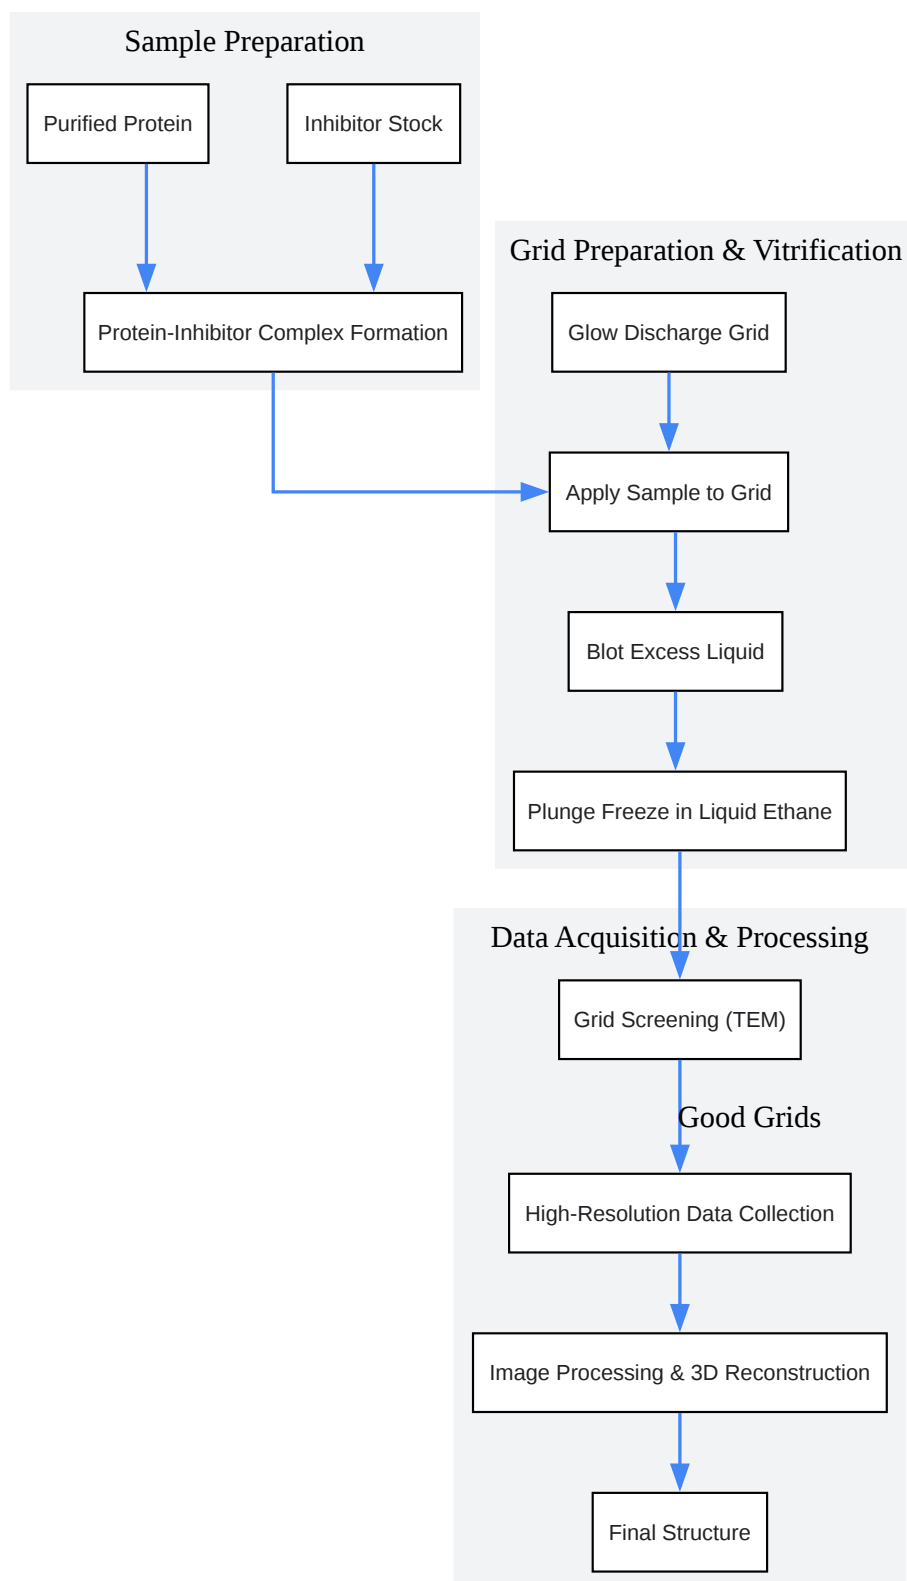 Sample Preparation
Purified Protein
Inhibitor Stock
Protein-Inhibitor Complex Formation
Grid Preparation & Vitrification
Glow Discharge Grid
Apply Sample to Grid
Blot Excess Liquid
Plunge Freeze in Liquid Ethane
Data Acquisition & Processing
Grid Screening (TEM)
Good Grids
High-Resolution Data Collection
Image Processing & 3D Reconstruction
Final Structure